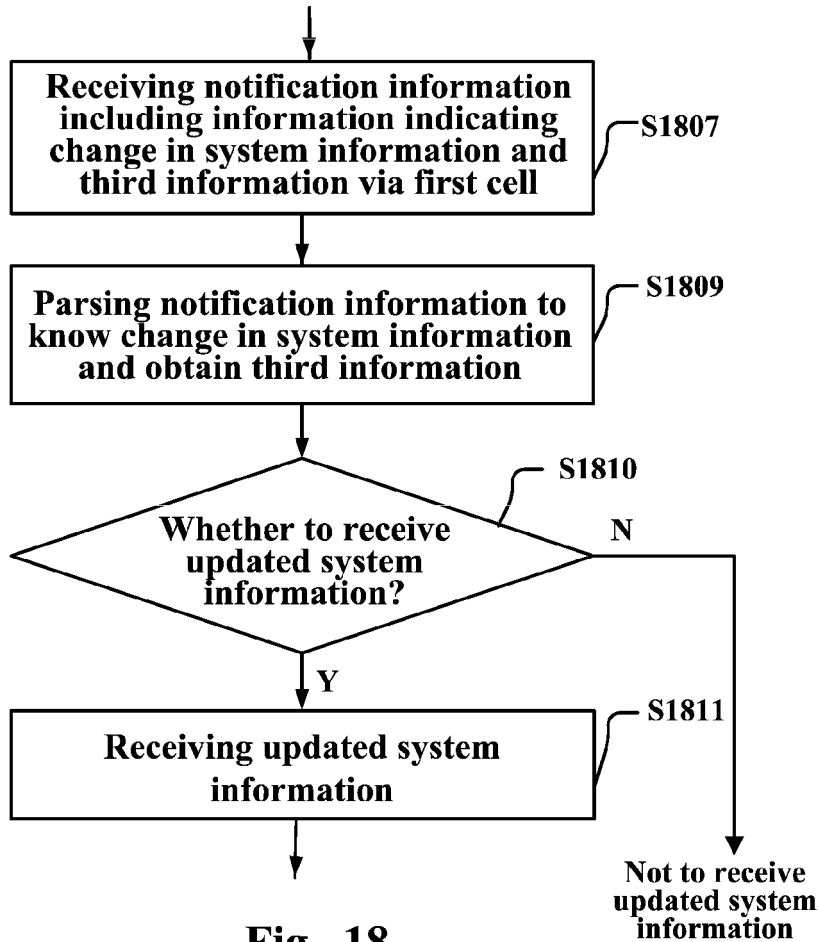 Receiving notification information
including information indicating
change in system information and
third information via first cell
S1807
Parsing notification information to
know change in system information
and obtain third information
S1809
S1810
Whether to receive
updated system
information?
N
Y
S1811
Receiving updated system
information
Not to receive
updated system
information
Fig. 18